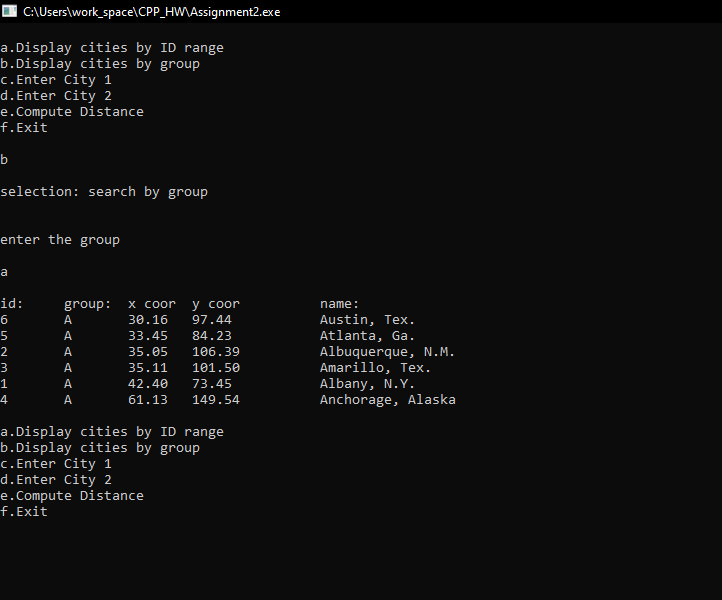 C:\Users\work_space\CPP_HW\Assignment2.exe
a.Display cities by ID range
b.Display cities by group
c.Enter City 1
d.Enter City 2
e.Compute Distance
f.Exit
b
selection: search by group
enter the group
a
id: group: x coor y coor name:
6 A 30.16 97.44 Austin, Tex.
5 A 33.45 84.23 Atlanta, Ga.
2 A 35.05 106.39 Albuquerque, N.M.
3 A 35.11 101.50 Amarillo, Tex.
1 A 42.40 73.45 Albany, N.Y.
4 A 61.13 149.54 Anchorage, Alaska
a.Display cities by ID range
b.Display cities by group
c.Enter City 1
d.Enter City 2
e.Compute Distance
f.Exit